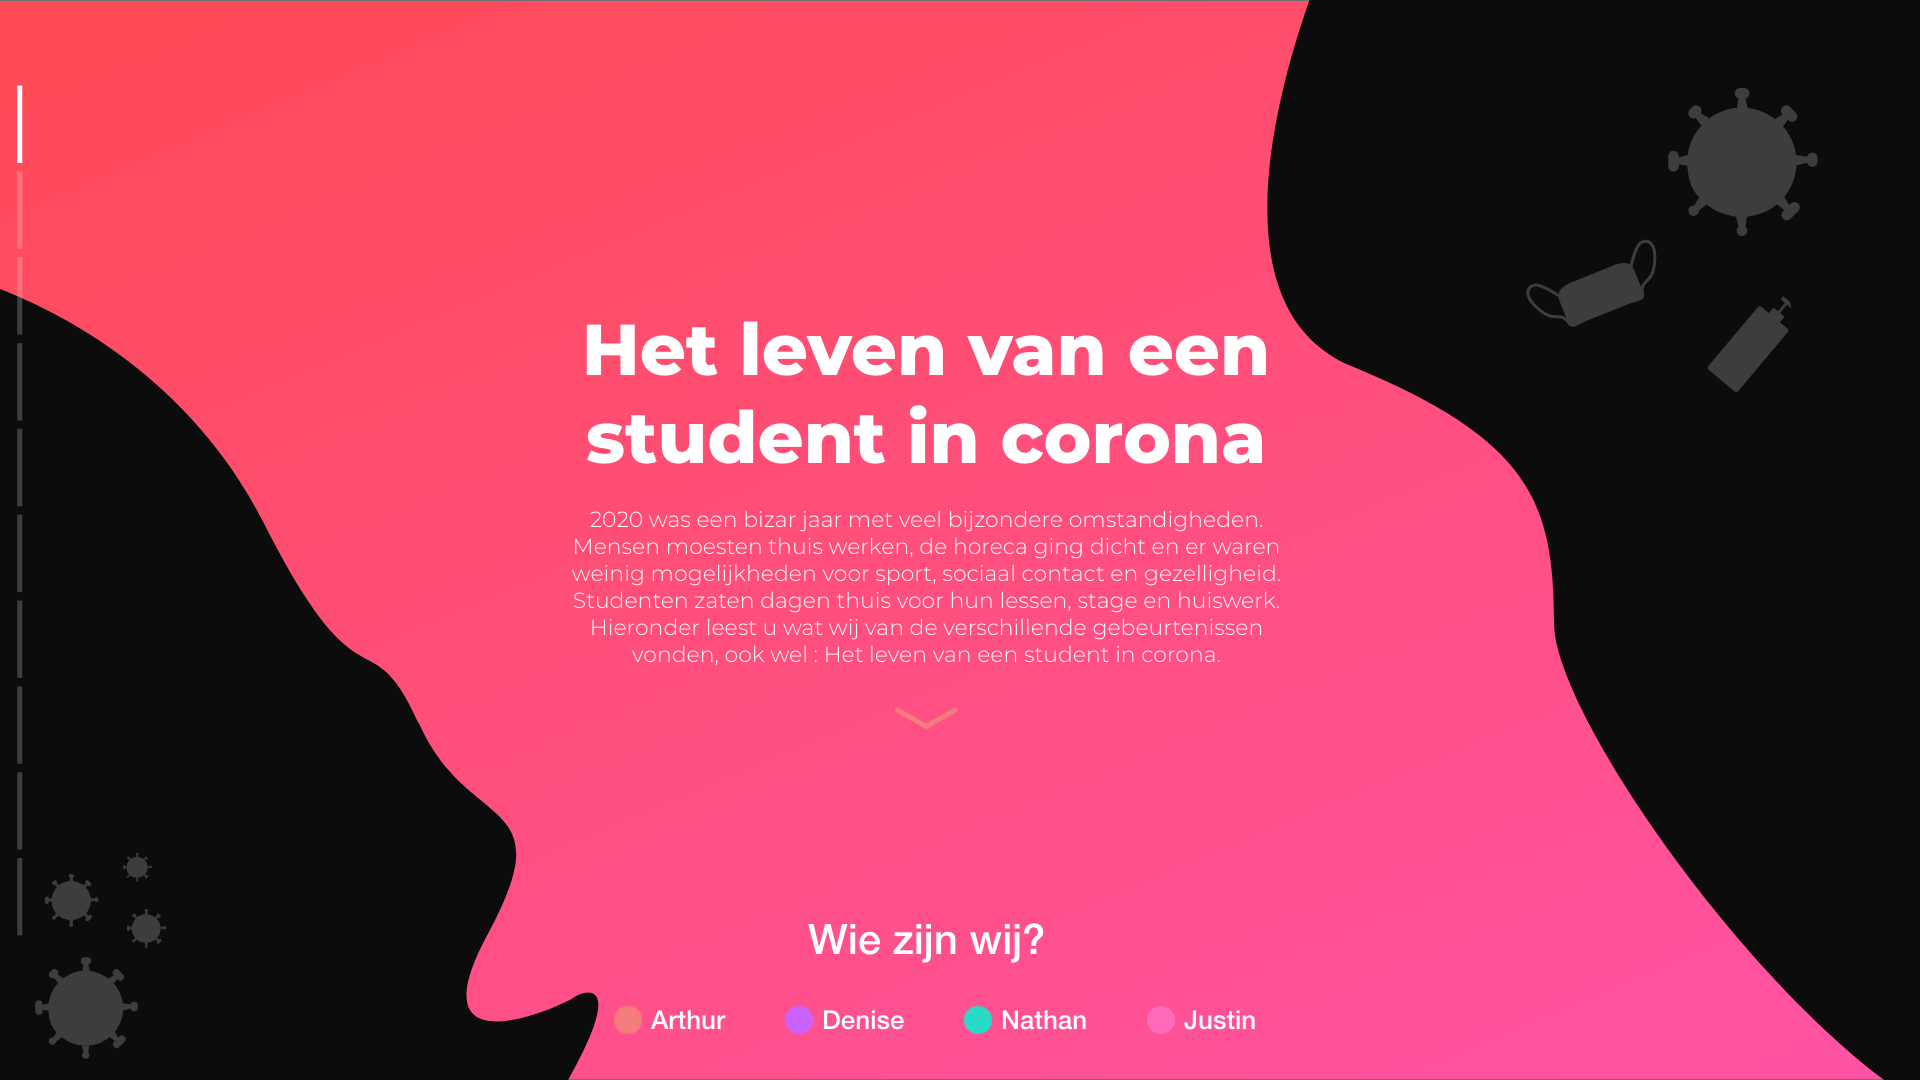 Het leven van een
student in corona
2020 was een bizar jaar met veel bijzondere omstandigheden.
Mensen moesten thuis werken, de horeca ging dicht en er waren
weinig mogelijkheden voor sport, sociaal contact en gezelligheid.
Studenten zaten dagen thuis voor hun lessen, stage en huiswerk.
Hieronder leest u wat wij van de verschillende gebeurtenissen
vonden, ook wel : Het leven van een student in corona.
Wie zijn wij?
Arthur Denise Nathan Justin